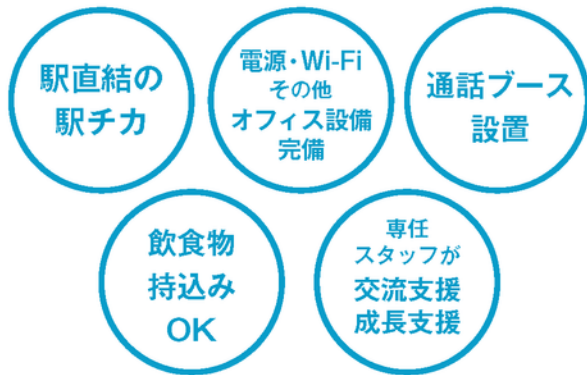 駅直結の
駅チカ
電源・Wi-Fi
その他
オフィス設備
完備
通話ブース
設置
飲食物
持込み
OK
専任
スタッフが
交流支援
成長支援